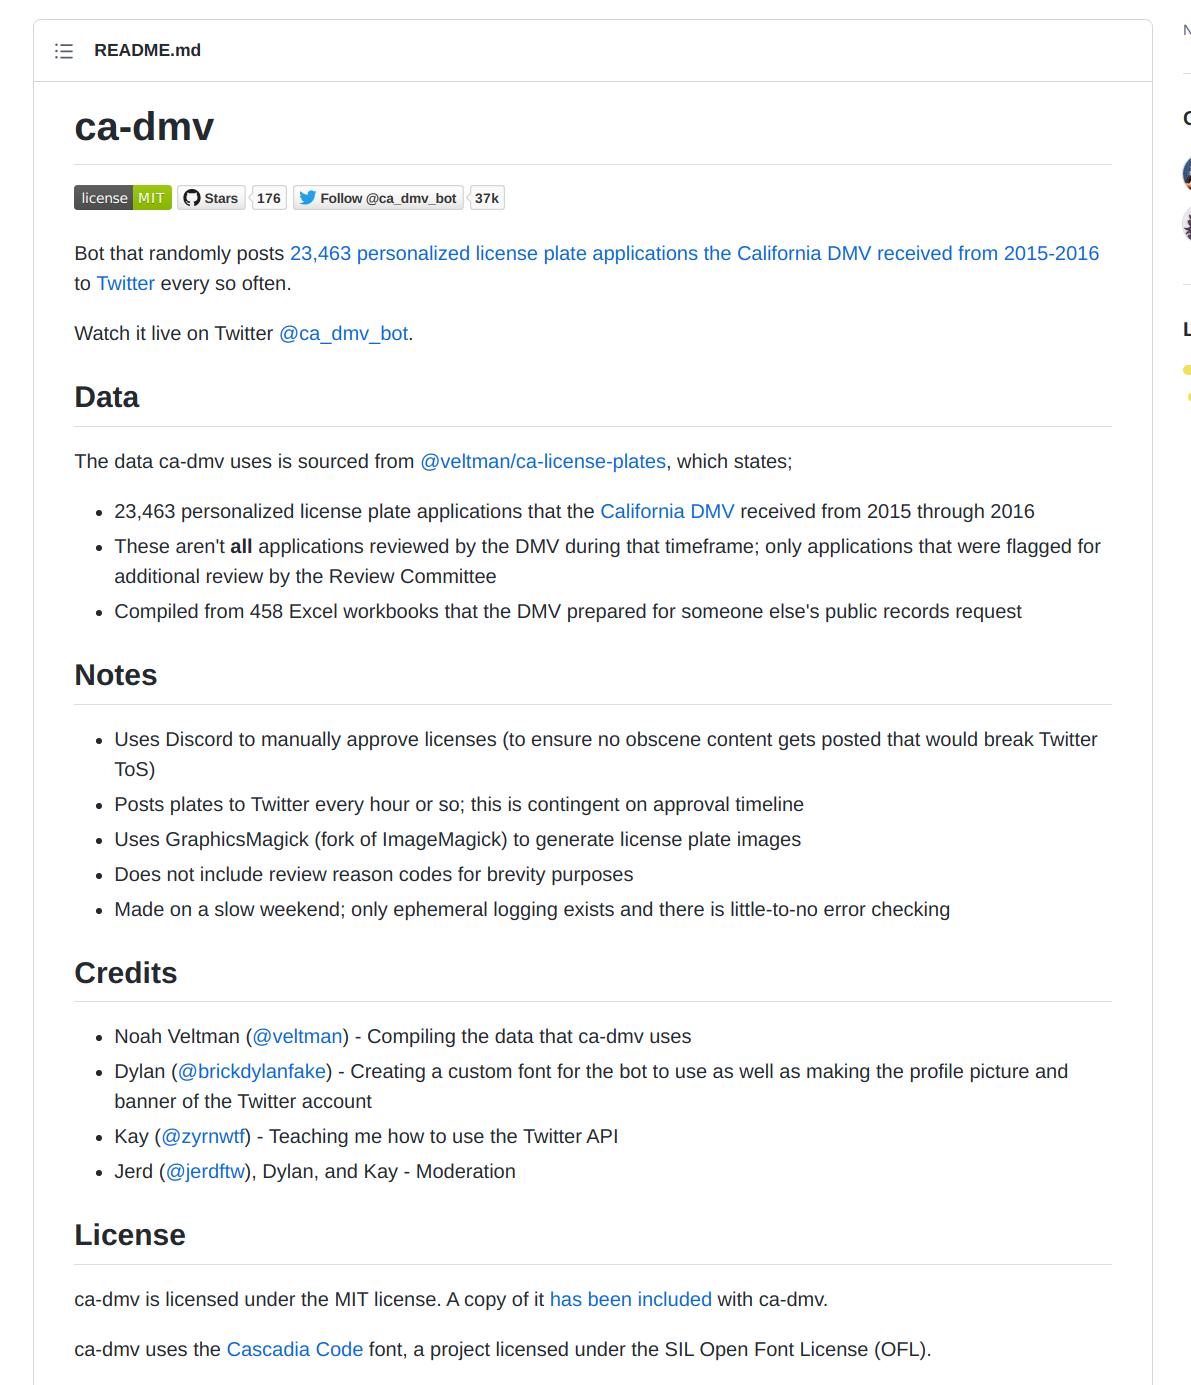 README.md
ca-dmv
license MIT Stars 176 Follow @ca_dmv_bot 37k
Bot that randomly posts 23,463 personalized license plate applications the California DMV received from 2015-2016
to Twitter every so often.
Watch it live on Twitter @ca_dmv_bot.
Data
The data ca-dmv uses is sourced from @veltman/ca-license-plates, which states;
23,463 personalized license plate applications that the California DMV received from 2015 through 2016
These aren't all applications reviewed by the DMV during that timeframe; only applications that were flagged for
additional review by the Review Committee
Compiled from 458 Excel workbooks that the DMV prepared for someone else's public records request
Notes
Uses Discord to manually approve licenses (to ensure no obscene content gets posted that would break Twitter
ToS)
Posts plates to Twitter every hour or so; this is contingent on approval timeline
Uses GraphicsMagick (fork of ImageMagick) to generate license plate images
Does not include review reason codes for brevity purposes
Made on a slow weekend; only ephemeral logging exists and there is little-to-no error checking
Credits
Noah Veltman (@veltman) - Compiling the data that ca-dmv uses
Dylan (@brickdylanfake) - Creating a custom font for the bot to use as well as making the profile picture and
banner of the Twitter account
Kay (@zyrnwtf) - Teaching me how to use the Twitter API
Jerd (@jerdftw), Dylan, and Kay - Moderation
License
ca-dmv is licensed under the MIT license. A copy of it has been included with ca-dmv.
ca-dmv uses the Cascadia Code font, a project licensed under the SIL Open Font License (OFL).